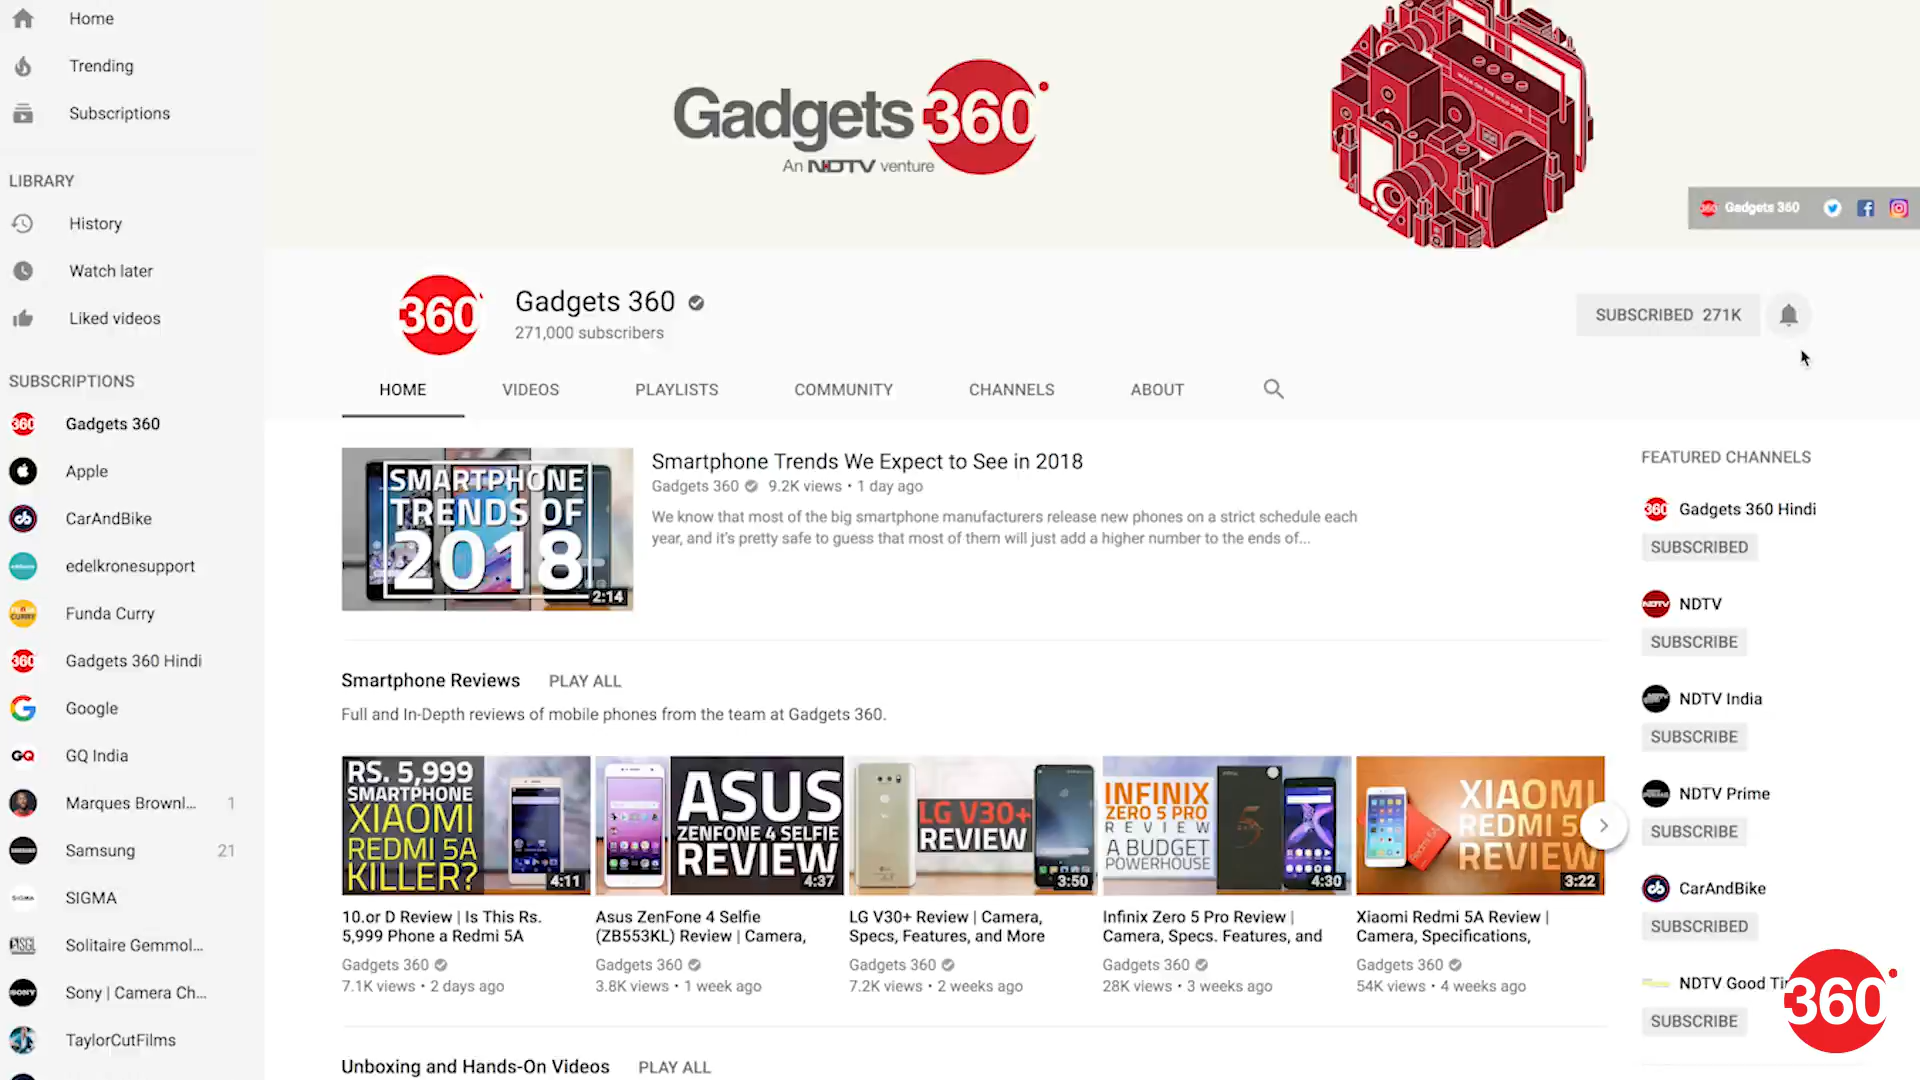 Home
Trending
Subscriptions
LIBRARY
History
Watch later
Liked videos
SUBSCRIPTIONS
Gadgets 360
Apple
CarAndBike
edelkronesupport
Funda Curry
Gadgets 360 Hindi
Google
GQ India
Marques Brownl... 1
Samsung 21
SIGMA
Solitaire Gemmol...
Sony | Camera Ch...
TaylorCutFilms
Gadgets 360
An NDTV venture
Gadgets 360
360
Gadgets 360
271,000 subscribers
SUBSCRIBED 271K
HOME VIDEOS PLAYLISTS COMMUNITY CHANNELS ABOUT
SMARTPHONE
TRENDS OF
2018
2:14
Smartphone Trends We Expect to See in 2018
Gadgets 360 9.2K views • 1 day ago
We know that most of the big smartphone manufacturers release new phones on a strict schedule each
year, and it's pretty safe to guess that most of them will just add a higher number to the ends of...
Smartphone Reviews PLAY ALL
Full and In-Depth reviews of mobile phones from the team at Gadgets 360.
RS. 5,999
SMARTPHONE
XIAOMI
REDMI 5A
KILLER?
4:11
10.or D Review | Is This Rs.
5,999 Phone a Redmi 5A
Gadgets 360
7.1K views • 2 days ago
ASUS
ZENFONE 4 SELFIE
REVIEW
4:37
Asus ZenFone 4 Selfie
(ZB553KL) Review | Camera,
Gadgets 360
3.8K views • 1 week ago
LG V30+
REVIEW
3:50
LG V30+ Review | Camera,
Specs, Features, and More
Gadgets 360
7.2K views • 2 weeks ago
INFINIX
ZERO 5 PRO
REVIEW
A BUDGET
POWERHOUSE
4:30
Infinix Zero 5 Pro Review |
Camera, Specs. Features, and
Gadgets 360
28K views • 3 weeks ago
XIAOMI
REDMI 5
REVIEW
3:22
Xiaomi Redmi 5A Review |
Camera, Specifications,
Gadgets 360
54K views • 4 weeks ago
Unboxing and Hands-On Videos PLAY ALL
FEATURED CHANNELS
Gadgets 360 Hindi
SUBSCRIBED
NDTV
SUBSCRIBE
NDTV India
SUBSCRIBE
NDTV Prime
SUBSCRIBE
CarAndBike
SUBSCRIBED
NDTV Good Ti
SUBSCRIBE
360